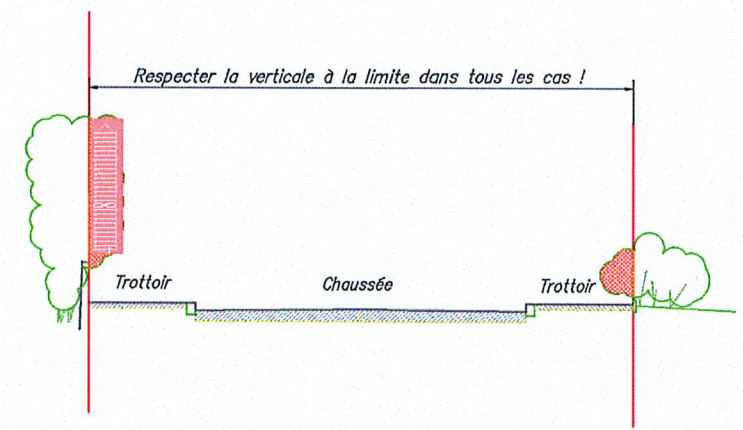 Respecter la verticale à la limite dans tous les cas !
Trottoir
Chaussée
Trottoir